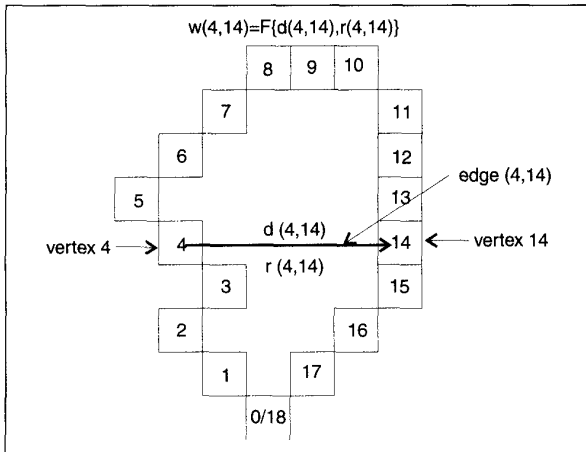 w(4,14)=F{d(4,14),r(4,14)}
8 9 10
7 11
6 12
edge (4,14)
5 13
d (4,14)
vertex 4 4 14 vertex 14
r (4,14)
3 15
2 16
1 17
0/18